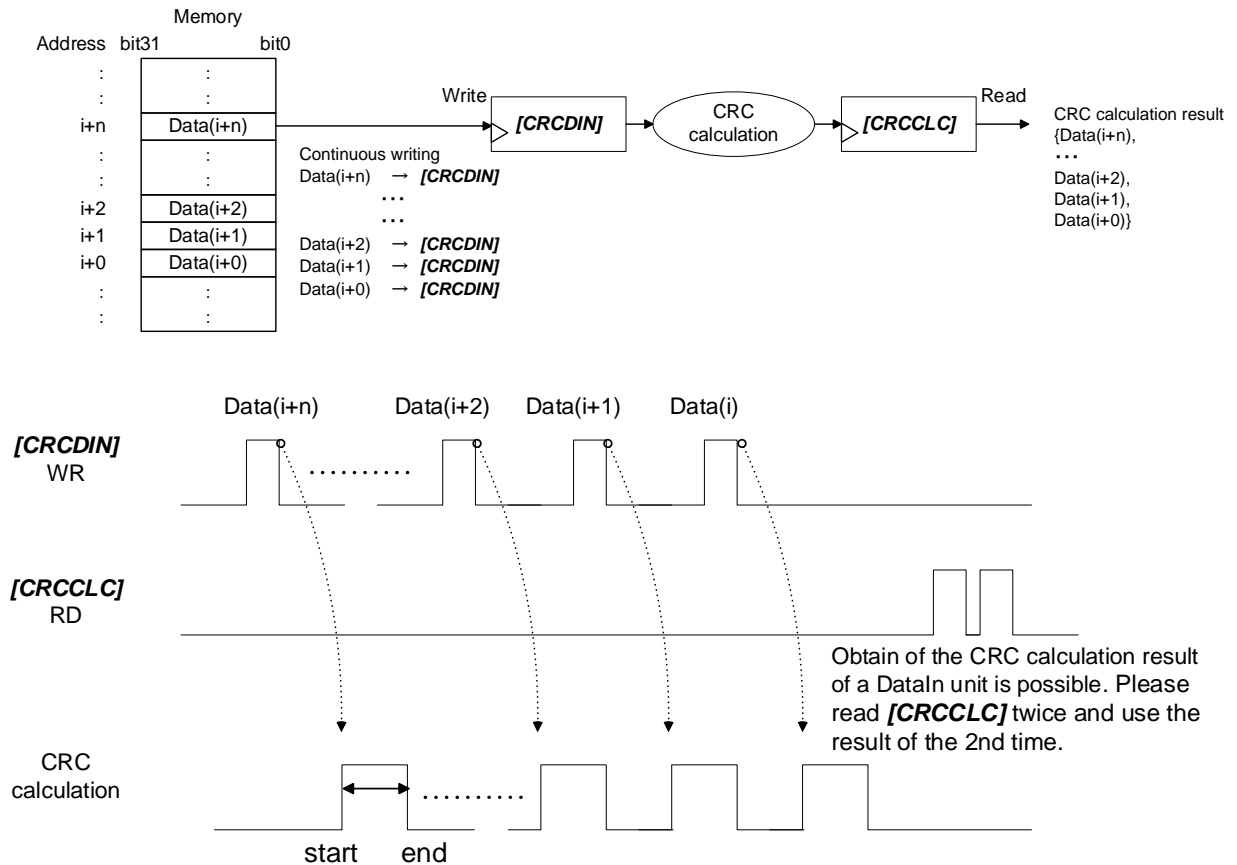 Memory
Address bit31 bit0
: :
: :
i+n Data(i+n)
: :
: :
i+2 Data(i+2)
i+1 Data(i+1)
i+0 Data(i+0)
: :
: :
Write
[CRCDIN]
CRC
calculation
[CRCCLC]
Read
CRC calculation result
{Data(i+n),
...
Data(i+2),
Data(i+1),
Data(i+0)}
Continuous writing
Data(i+n) → [CRCDIN]
...
...
Data(i+2) → [CRCDIN]
Data(i+1) → [CRCDIN]
Data(i+0) → [CRCDIN]
Data(i+n) Data(i+2) Data(i+1) Data(i)
[CRCDIN]
WR
[CRCCLC]
RD
Obtain of the CRC calculation result
of a DataIn unit is possible. Please
read [CRCCLC] twice and use the
result of the 2nd time.
CRC
calculation
start end